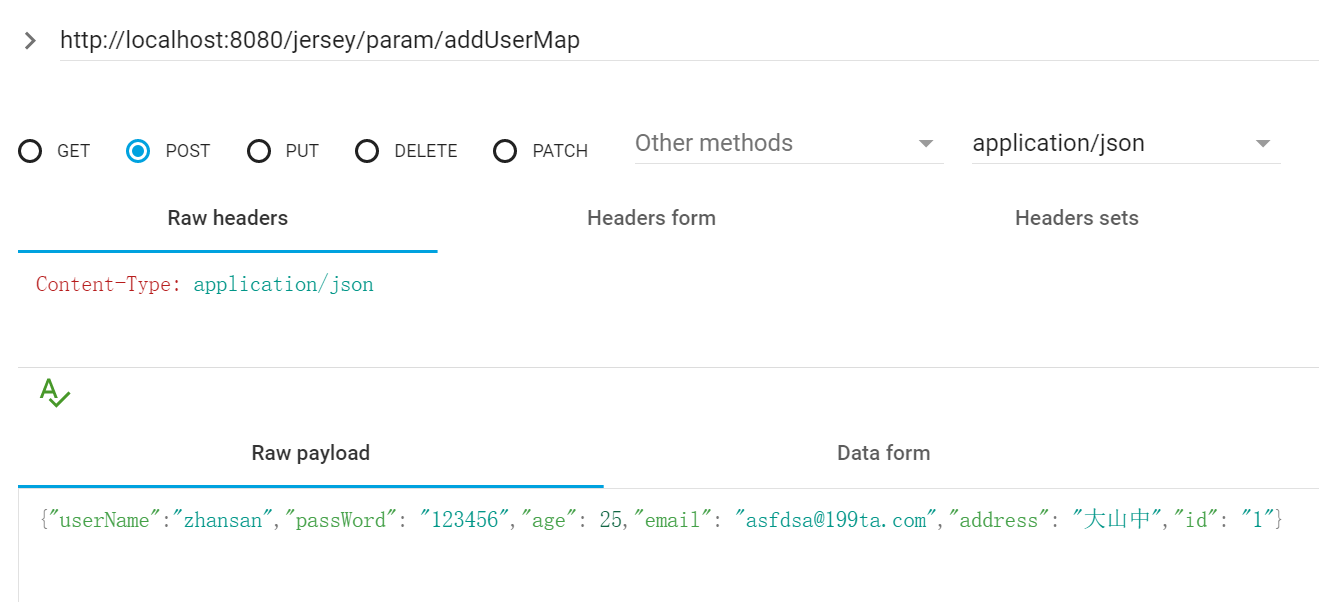 http://localhost:8080/jersey/param/addUserMap
GET POST PUT DELETE PATCH Other methods application/json
Raw headers Headers form Headers sets
Content-Type: application/json
Raw payload Data form
{"userName":"zhansan","passWord": "123456","age": 25,"email": "asfdsa@199ta.com","address": "大山中","id": "1"}